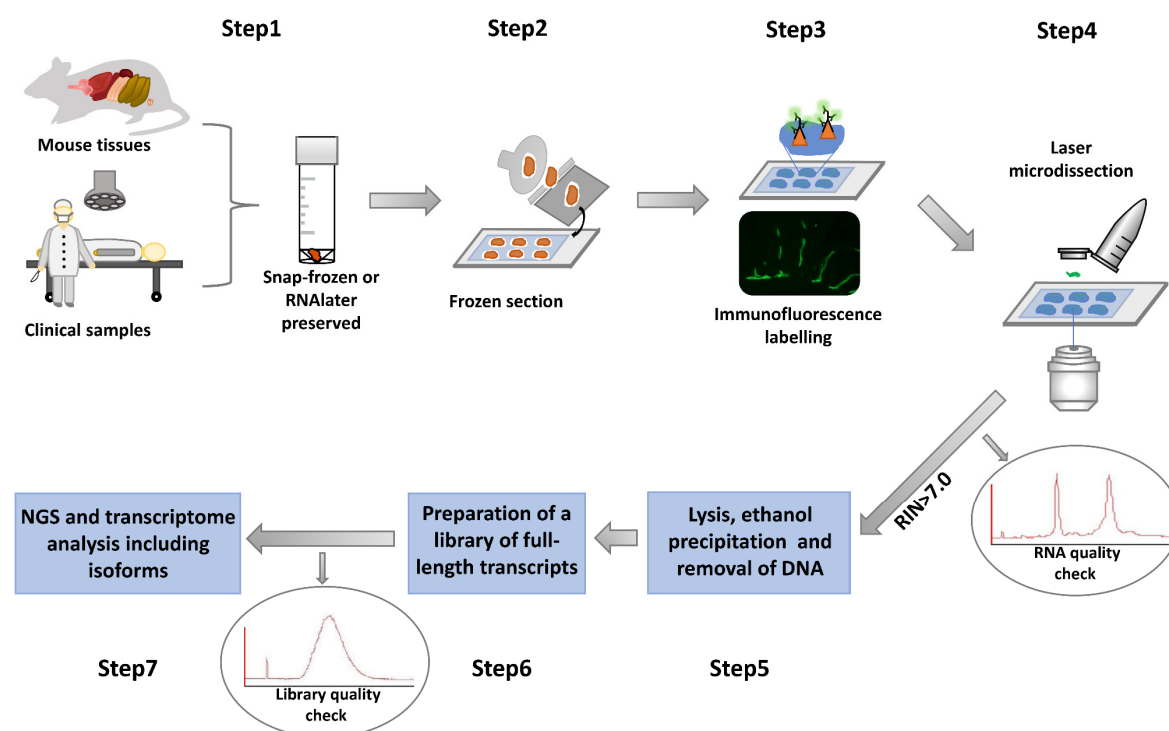 Step1
Step2
Step3
Step4
Mouse tissues
Clinical samples
Snap-frozen or
RNAlater
preserved
Frozen section
Immunofluorescence
labelling
Laser
microdissection
RIN>7.0
RNA quality
check
Lysis, ethanol
precipitation and
removal of DNA
Preparation of a
library of full-
length transcripts
NGS and transcriptome
analysis including
isoforms
Library quality
check
Step7
Step6
Step5